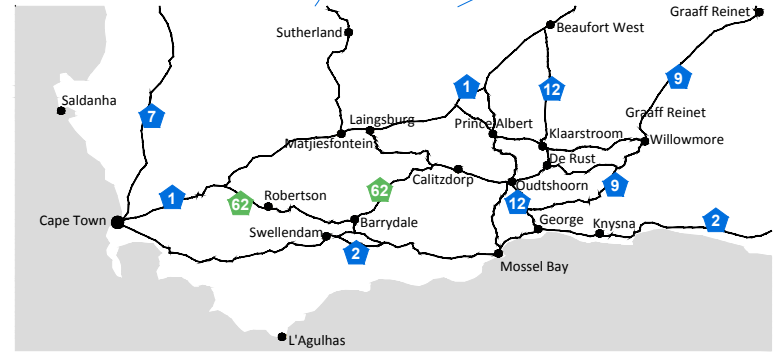 Graaff Reinet
Sutherland
Beaufort West
9
1
12
Saldanha
7
Graaff Reinet
Laingsburg
Prince Albert
Matjiesfontein
Klaarstroom
Willowmore
De Rust
Calitzdorp
Oudtshoorn
9
62
1
62
Robertson
12
Cape Town
Barrydale
George
Knysna
2
Swellendam
2
Mossel Bay
L'Agulhas